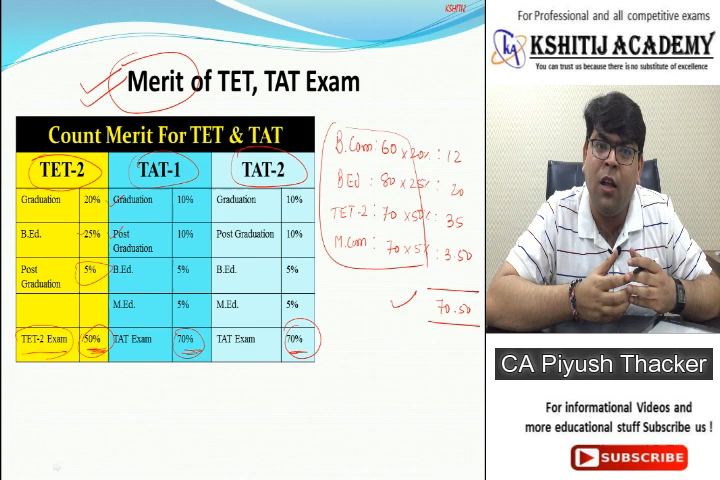 KSHITIZ
Merit of TET, TAT Exam
Count Merit For TET & TAT
TET-2 TAT-1 TAT-2
Graduation 20% Graduation 10% Graduation 10%
B.Ed. 25% Post Graduation 10% Post Graduation 10%
Post Graduation 5% B.Ed. 5% B.Ed. 5%
M.Ed. 5% M.Ed. 5%
TET-2 Exam 50% TAT Exam 70% TAT Exam 70%
B.Com : 60 x 20% : 12
BEd : 80 x 25% : 20
TET-2 : 70 x 50% : 35
M.Com : 70 x 5% : 3.50
70.50
For Professional and all competitive exams
KA
KSHITIJ ACADEMY
You can trust us because there is no substitute of excellence
CA Piyush Thacker
For informational Videos and
more educational stuff Subscribe us !
SUBSCRIBE